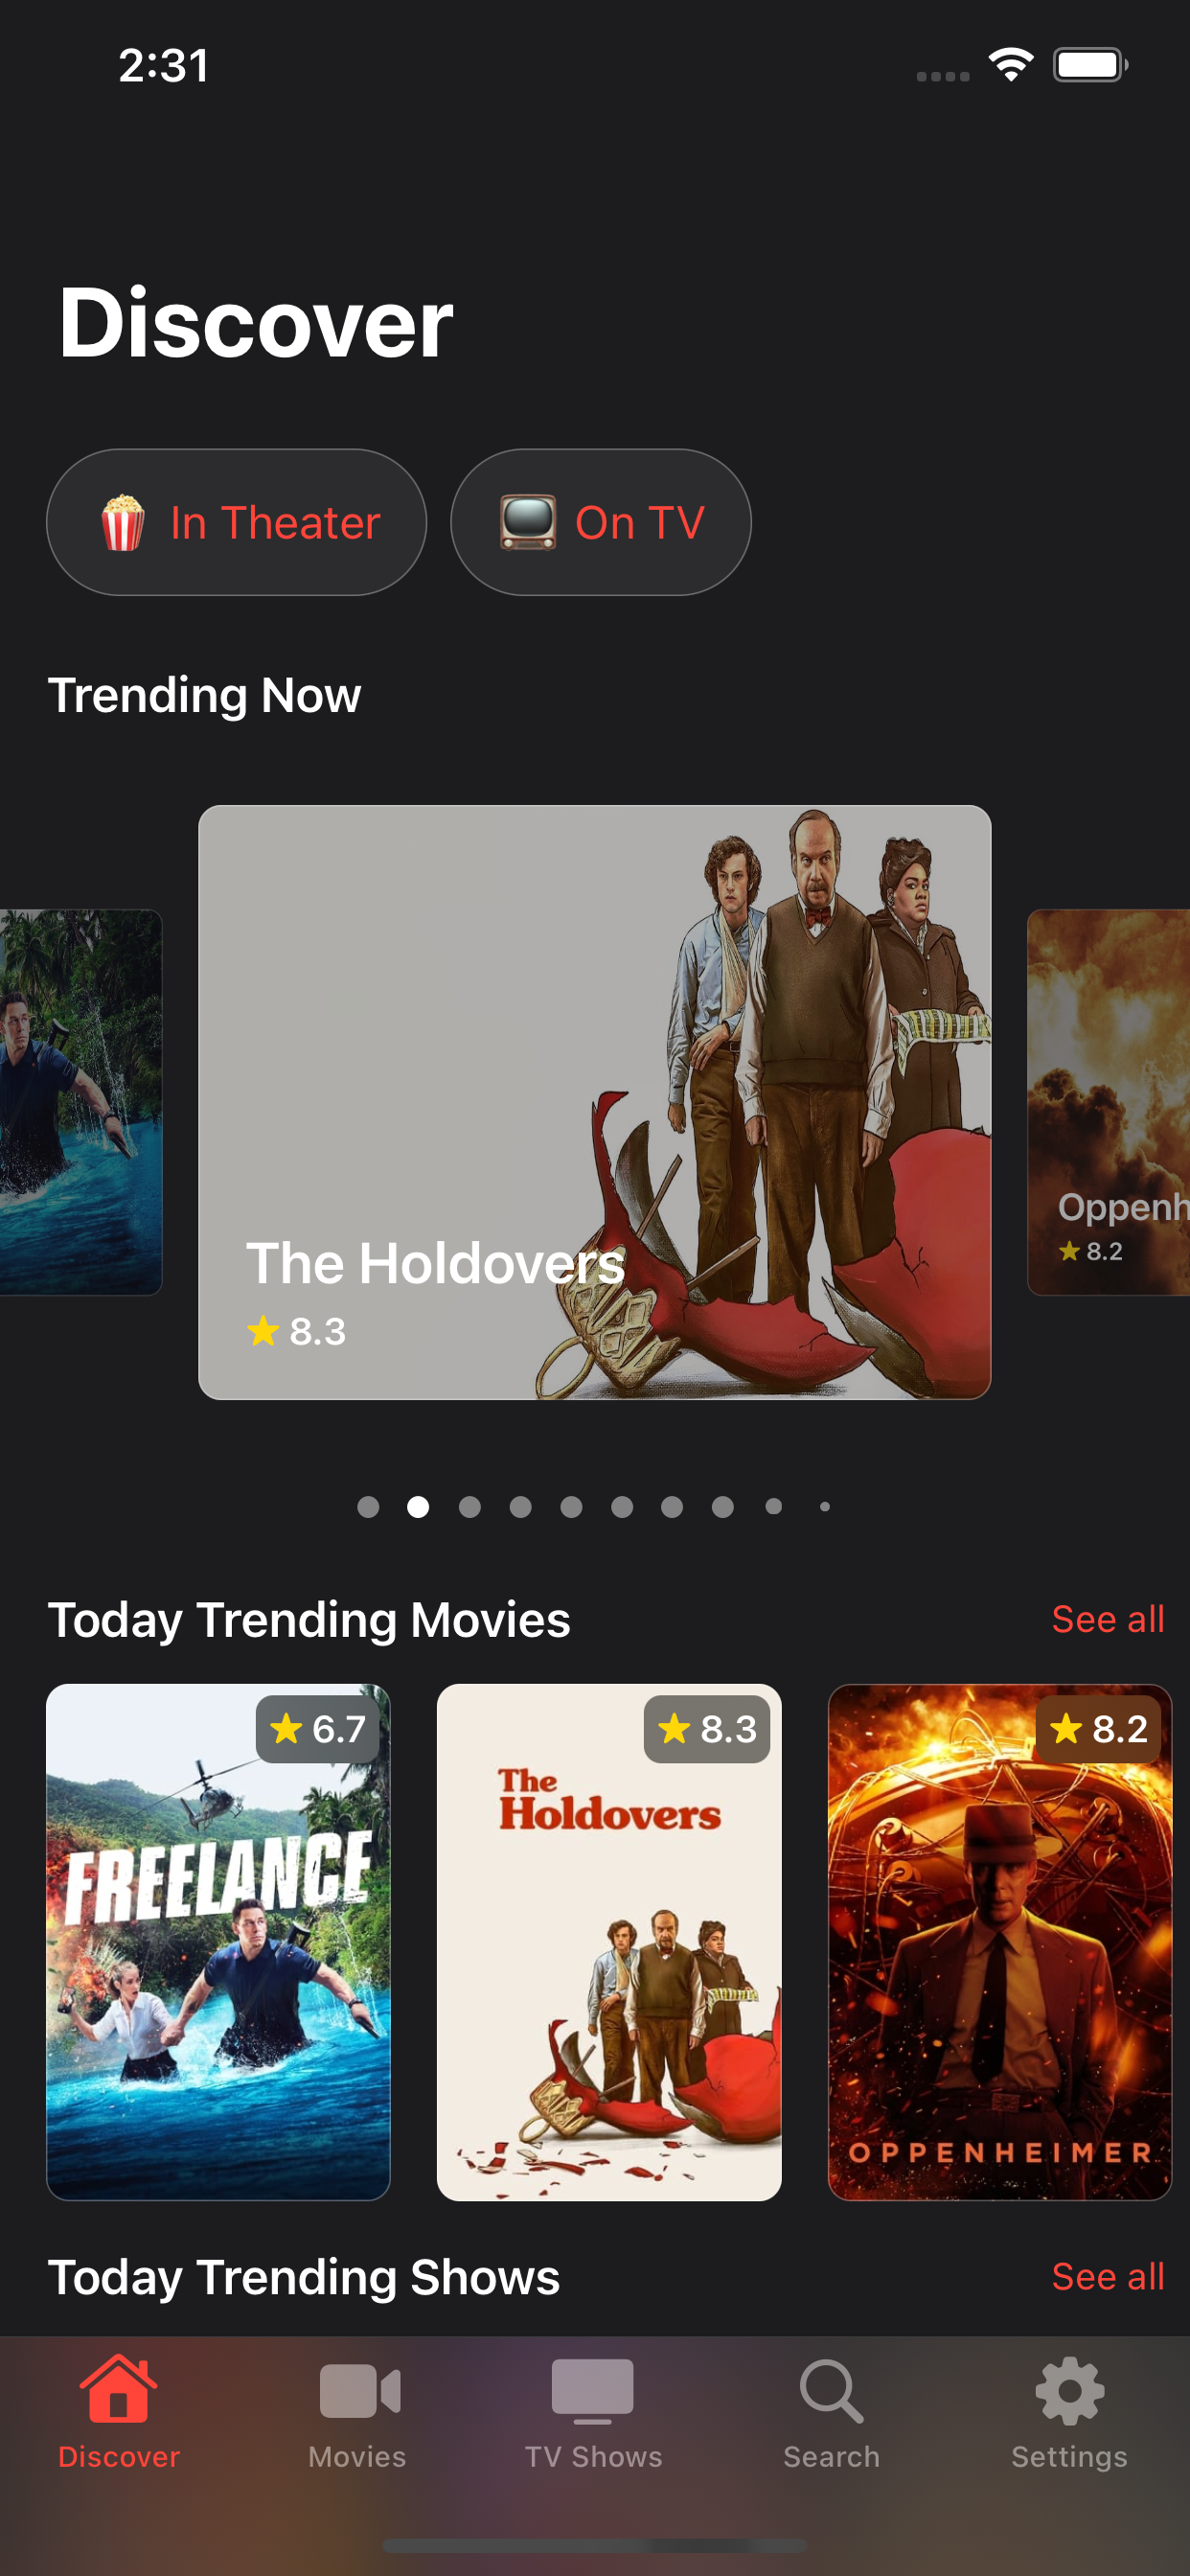 2:31
Discover
In Theater
On TV
Trending Now
The Holdovers
8.3
Oppenh
8.2
Today Trending Movies
See all
6.7
FREELANCE
8.3
The
Holdovers
8.2
OPPENHEIMER
Today Trending Shows
See all
Discover
Movies
TV Shows
Search
Settings